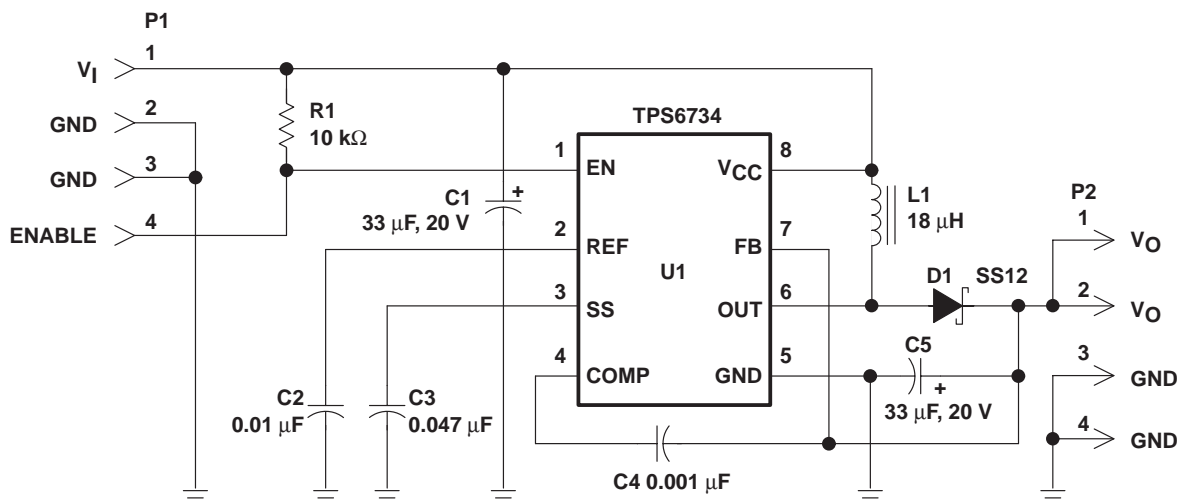 P1
1
VI
2
GND
3
GND
4
ENABLE
R1
10 kΩ
C1
33 μF, 20 V
+
C2
0.01 μF
C3
0.047 μF
TPS6734
U1
1
EN
2
REF
3
SS
4
COMP
8
VCC
7
FB
6
OUT
5
GND
L1
18 μH
D1
SS12
C5
+
33 μF, 20 V
C4 0.001 μF
P2
1
VO
2
VO
3
GND
4
GND